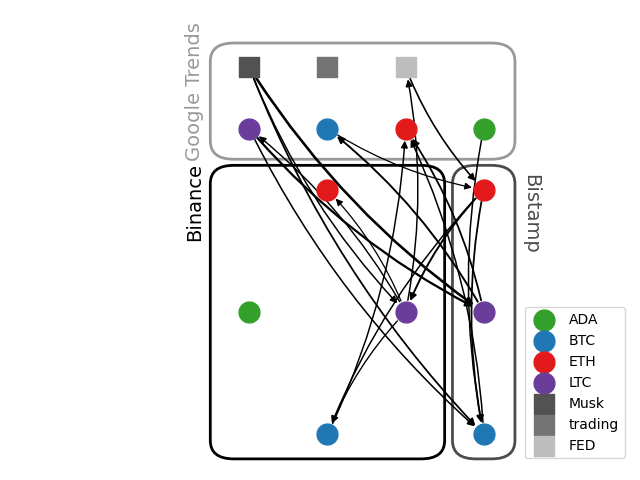 Google Trends
Binance
Bistamp
ADA
BTC
ETH
LTC
Musk
trading
FED